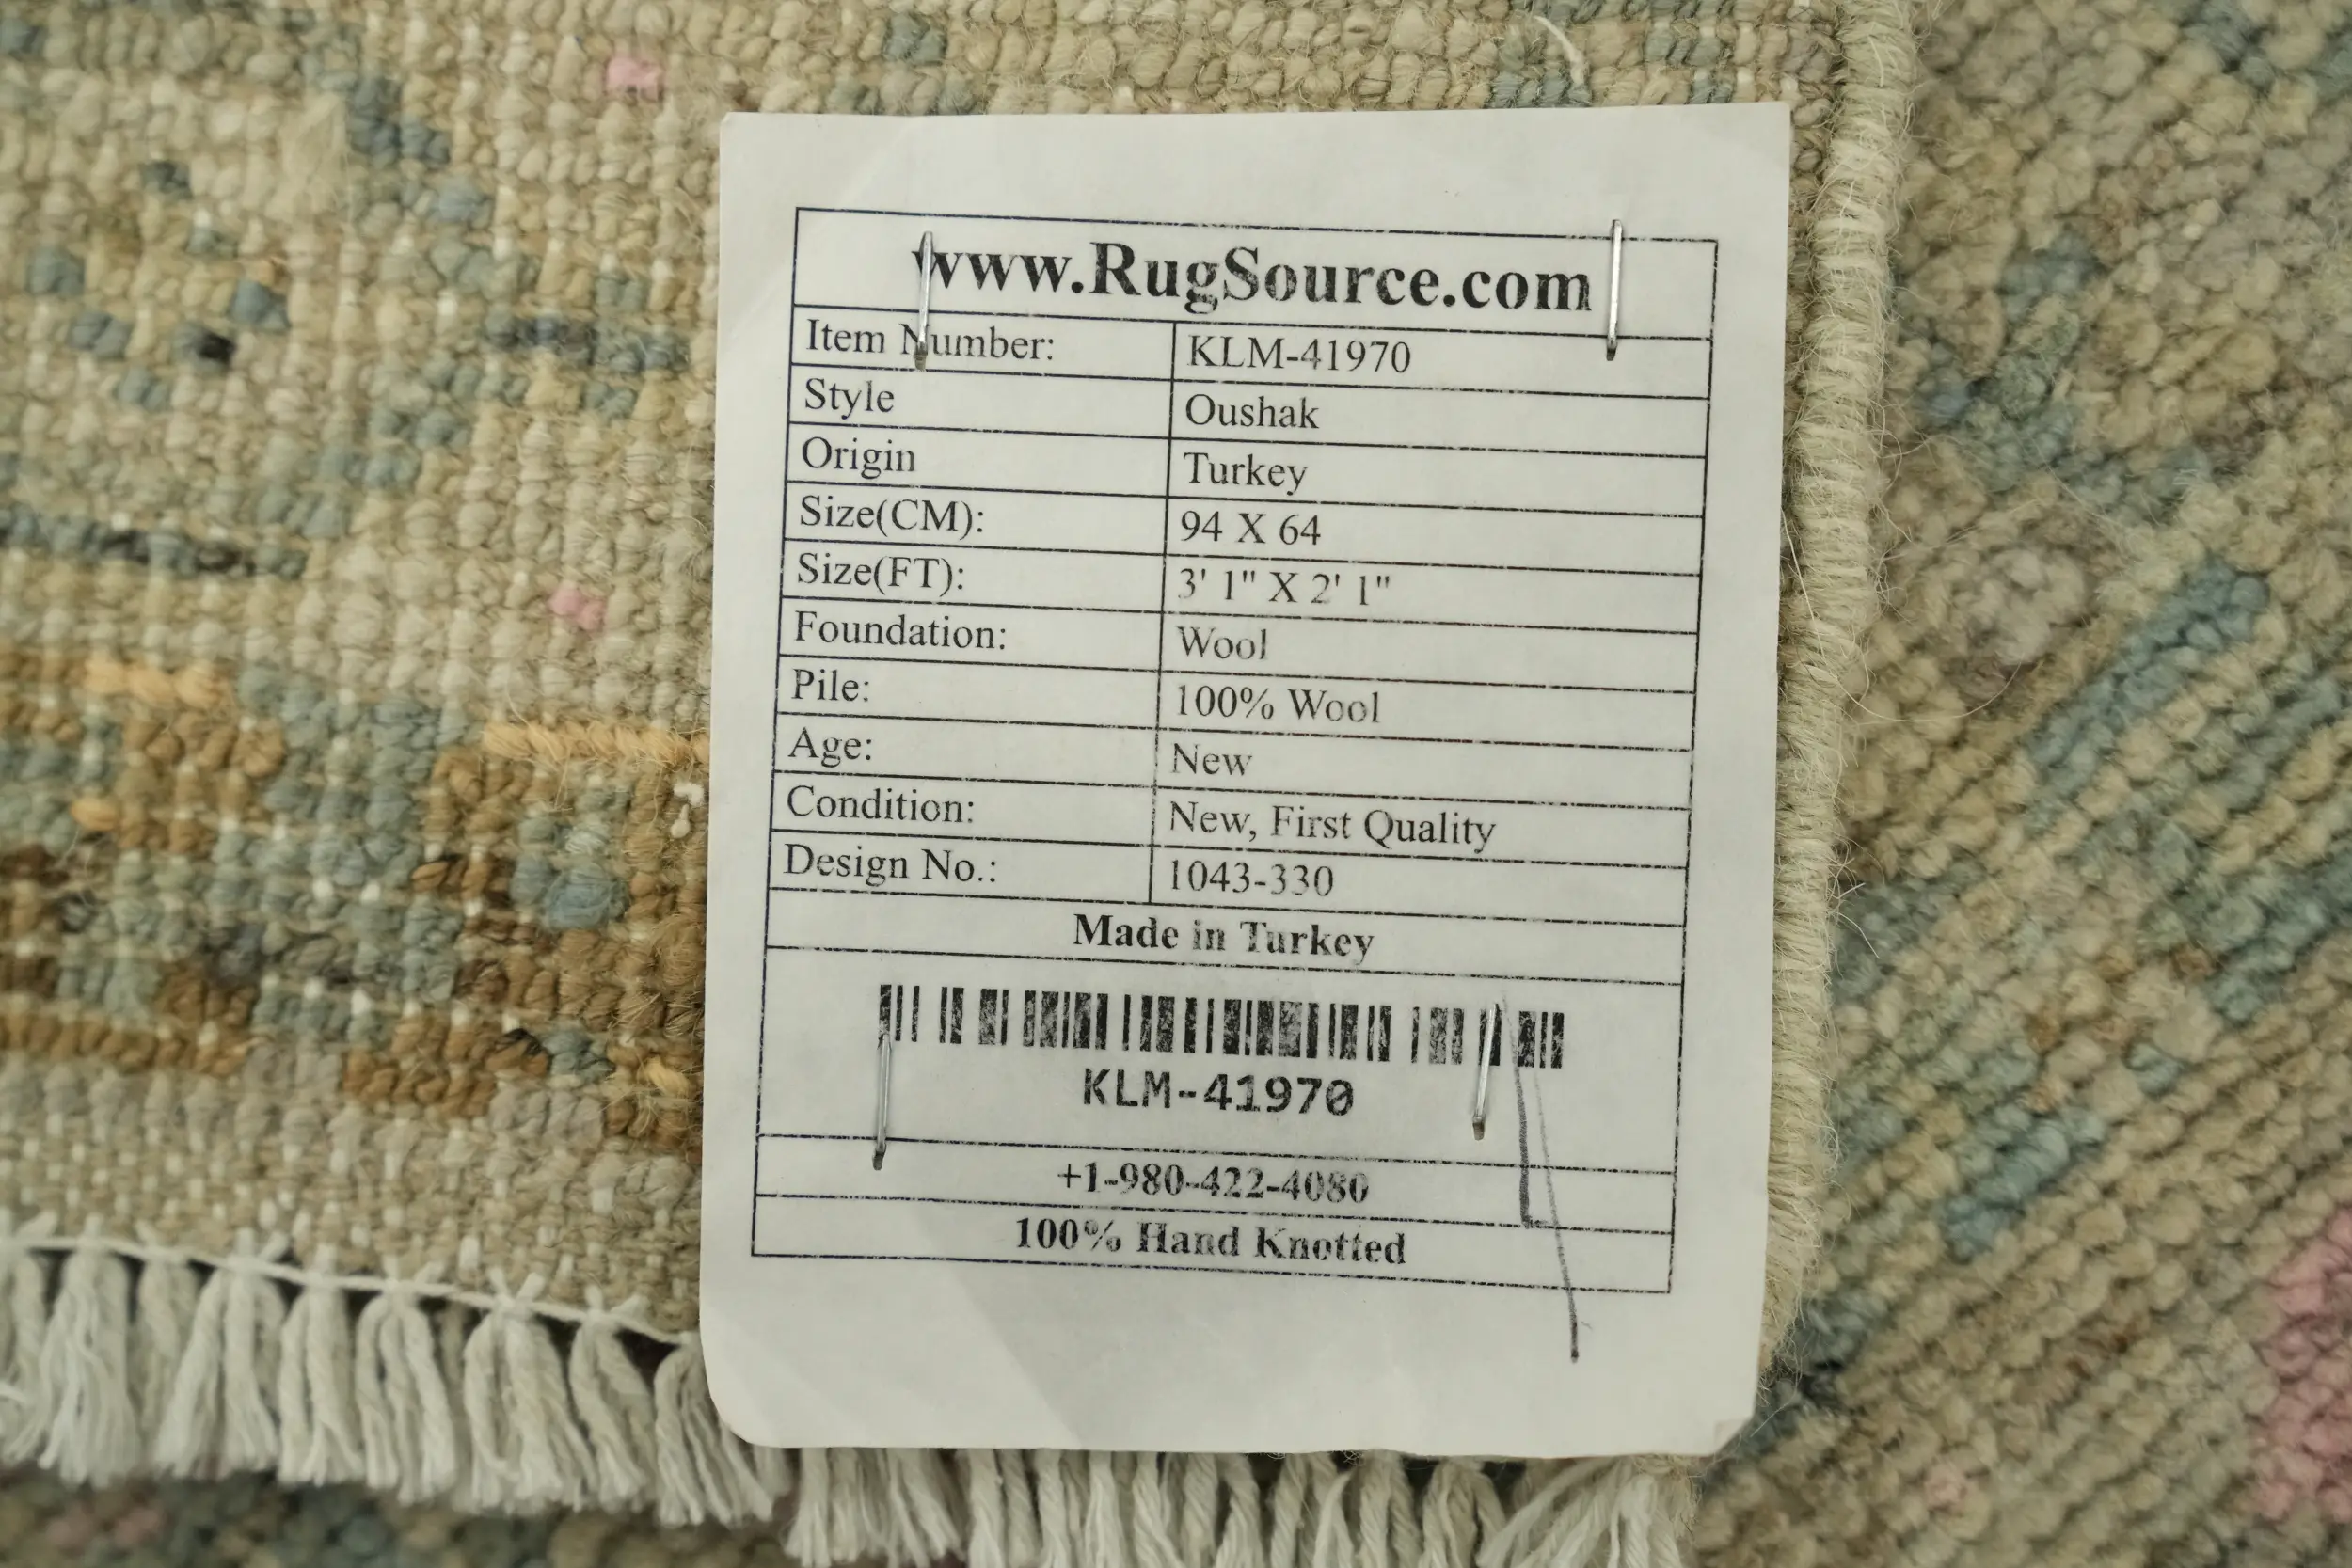 www.RugSource.com
Item Number: KLM-41970
Style Oushak
Origin Turkey
Size(CM): 94 X 64
Size(FT): 3' 1" X 2' 1"
Foundation: Wool
Pile: 100% Wool
Age: New
Condition: New, First Quality
Design No.: 1043-330
Made in Turkey
KLM-41970
+1-980-422-4080
100% Hand Knotted